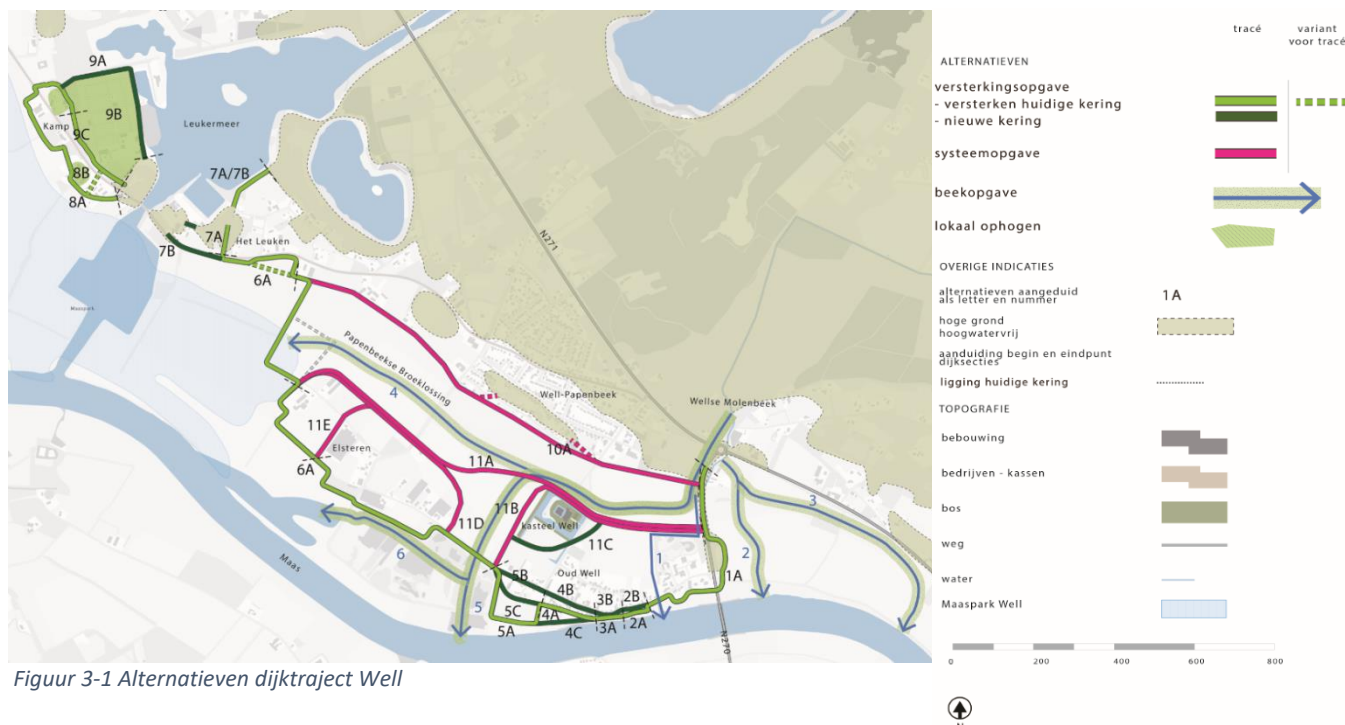 9A
9B
Kamp
9C
Leukermeer
8B
8A
7A/7B
7A
7B
Het Leuken
6A
N271
Maaspark
Papenbeekse Broeklossing
4
Well-Papenbeek
Wellse Molenbeek
10A
11E
Elsteren
6A
11A
11B
kasteel Well
11D
11C
3
1
2
6
Maas
Oud Well
1A
5B
4B
5
5C
4A
3B
2B
5A
4C
3A
2A
N270
Figuur 3-1 Alternatieven dijktraject Well
tracé
variant
voor tracé
ALTERNATIEVEN
versterkingsopgave
- versterken huidige kering
- nieuwe kering
systeemopgave
beekopgave
lokaal ophogen
OVERIGE INDICATIES
alternatieven aangeduid
als letter en nummer
1A
hoge grond
hoogwatervrij
aanduiding begin en eindpunt
dijksecties
ligging huidige kering
TOPOGRAFIE
bebouwing
bedrijven - kassen
bos
weg
water
Maaspark Well
0 200 400 600 800
N